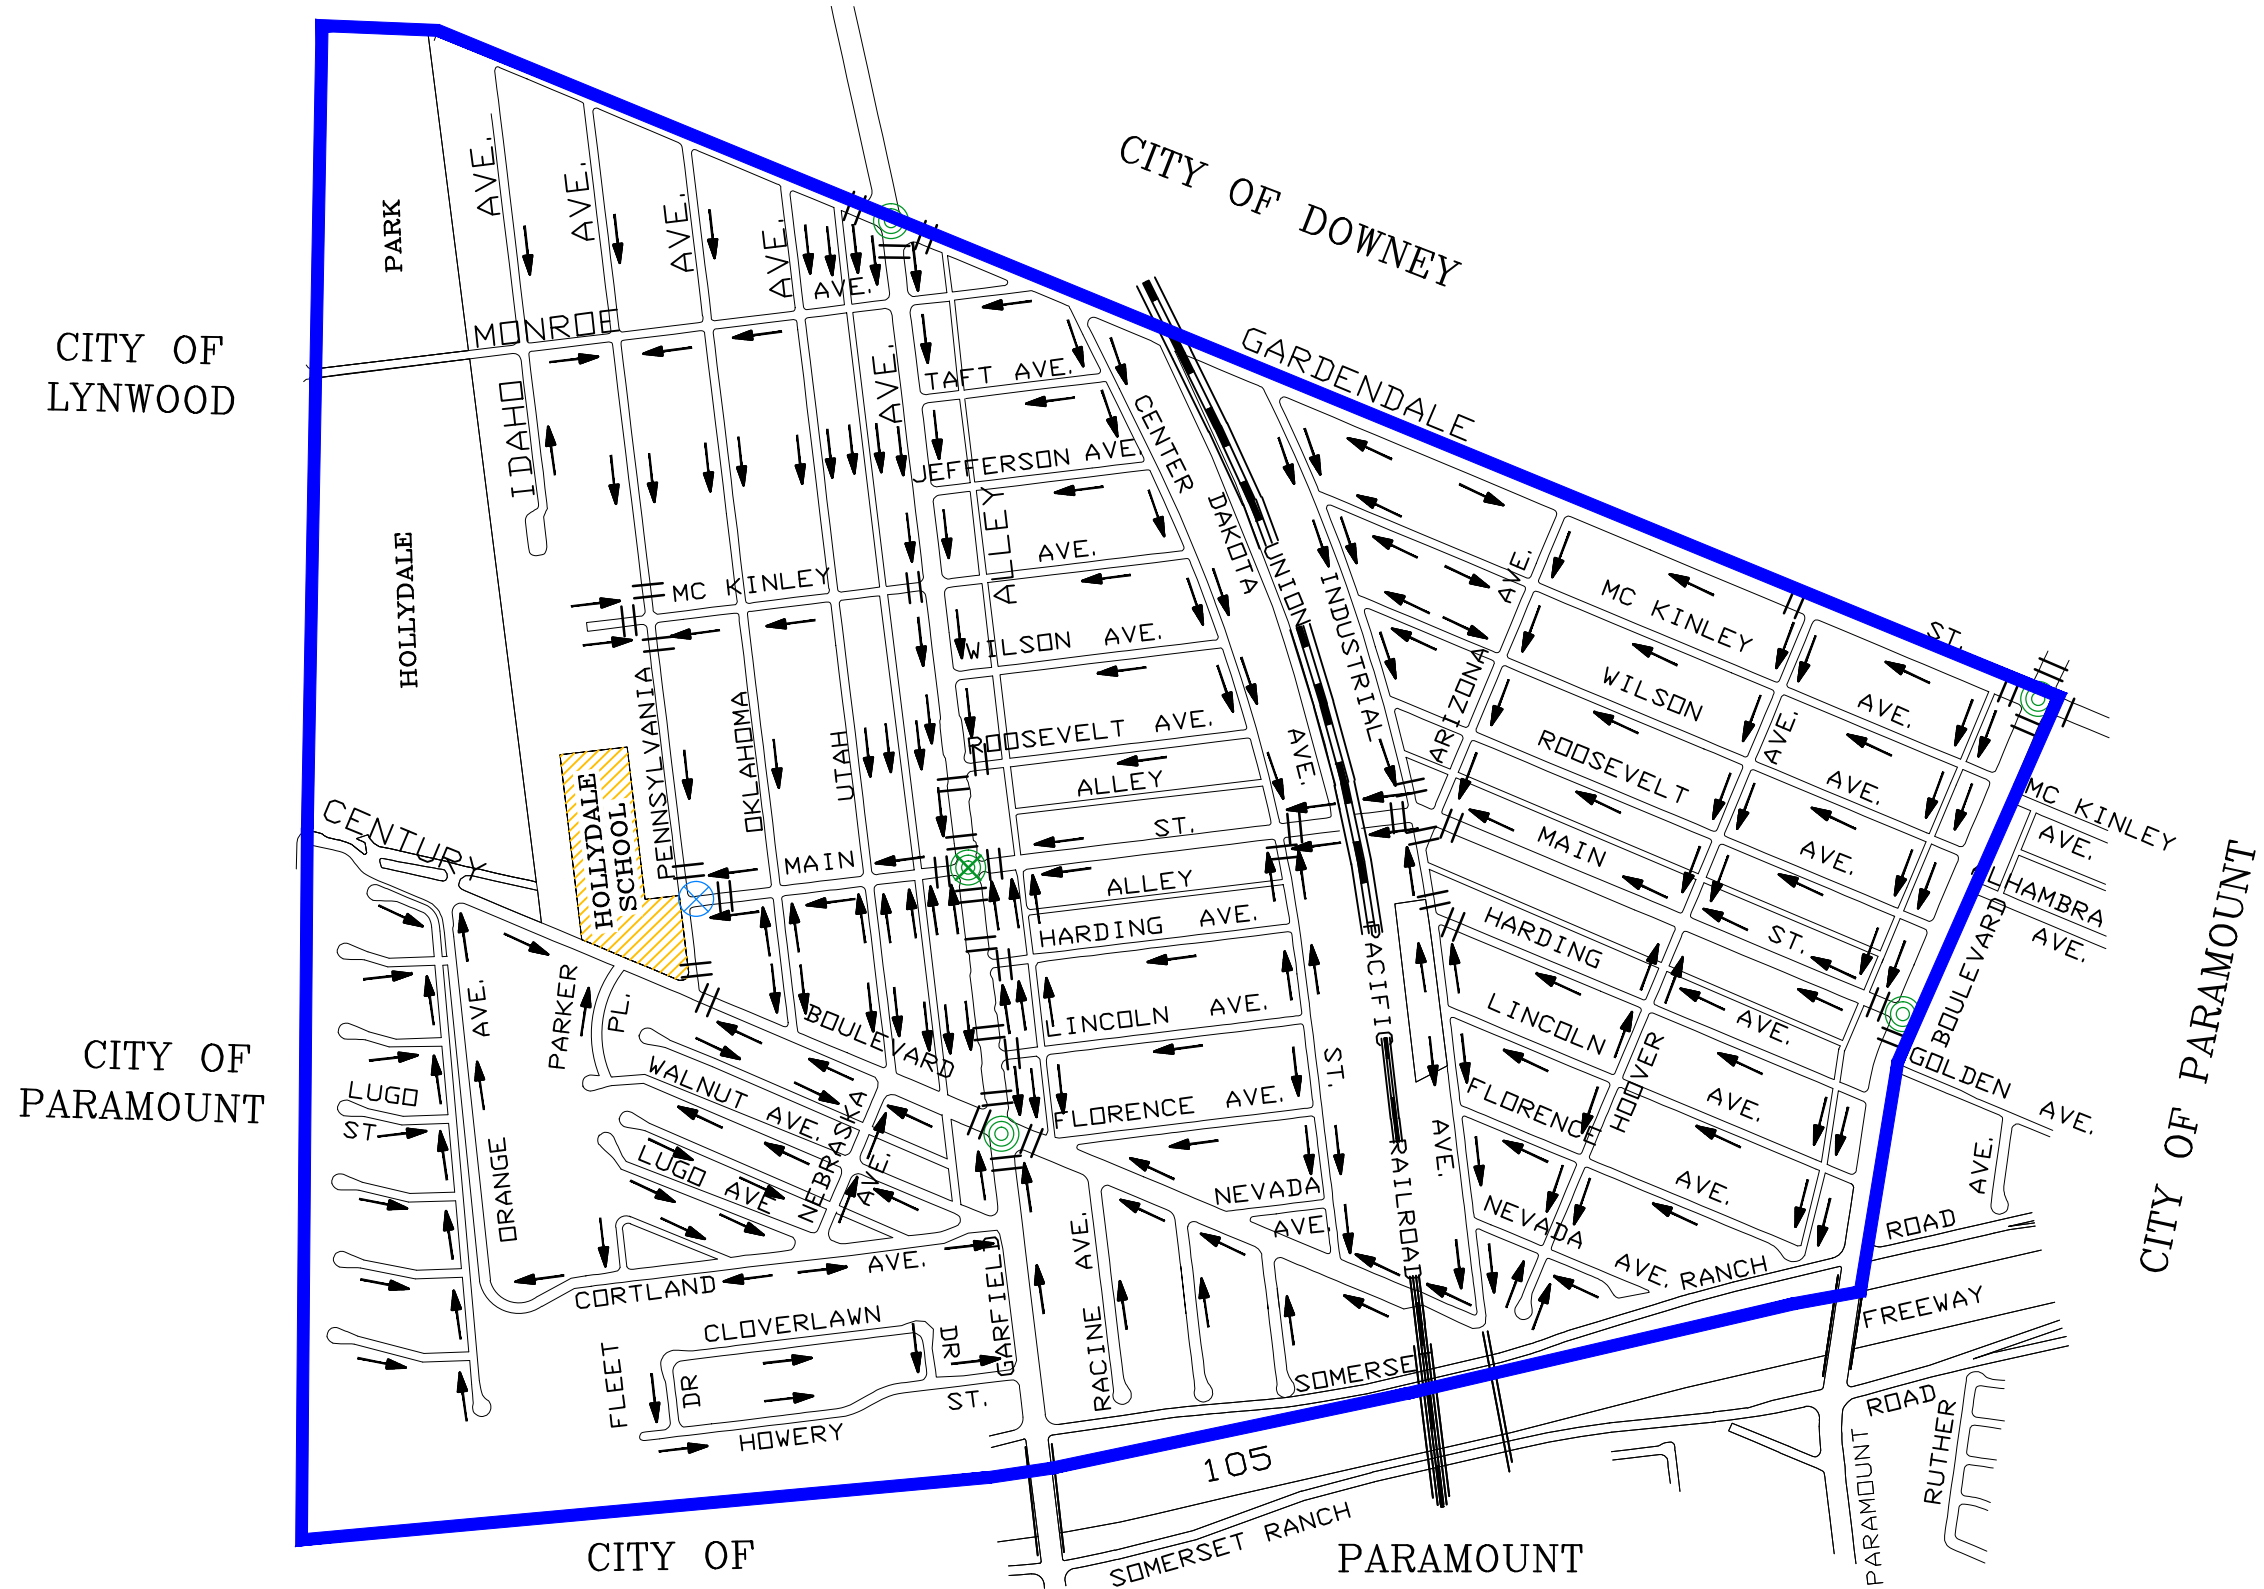 CITY OF DOWNEY
AVE.
AVE.
AVE.
AVE.
AVE.
PARK
MONROE
CITY OF
LYNWOOD
GARDENDALE
ST.
IDAHO
AVE.
TAFT AVE.
CENTER
JEFFERSON AVE.
ALLEY
DAKOTA
AVE.
UNION
INDUSTRIAL
AVE.
HOLLYDALE
MC KINLEY
MC KINLEY
AVE.
WILSON AVE.
WILSON
AVE.
PENNSYLVANIA
OKLAHOMA
UTAH
ROOSEVELT AVE.
AVE.
ARIZONA
ROOSEVELT
AVE.
AVE.
ALLEY
ST.
HOLLYDALE
SCHOOL
CENTURY
MAIN
MAIN
ST.
MC KINLEY
AVE.
ALHAMBRA
AVE.
ALLEY
HARDING AVE.
HARDING
AVE.
PARKER
PL.
AVE.
PACIFIC
LINCOLN AVE.
LINCOLN
AVE.
BOULEVARD
BOULEVARD
GOLDEN AVE.
AVE.
CITY OF
PARAMOUNT
CITY OF PARAMOUNT
LUGO
ST.
ORANGE
WALNUT AVE.
LUGO AVE
NEBRASKA
AVE.
ST.
FLORENCE AVE.
FLORENCE
AVE.
HOOVER
AVE.
NEVADA
AVE.
NEVADA
AVE.
RAILROAD
RANCH
ROAD
CORTLAND
AVE.
CLOVERLAWN
DR
DR
FLEET
HOWERY
ST.
GARFIELD
RACINE AVE.
SOMERSET
FREEWAY
105
SOMERSET RANCH
ROAD
PARAMOUNT
RUTHER
CITY OF
PARAMOUNT